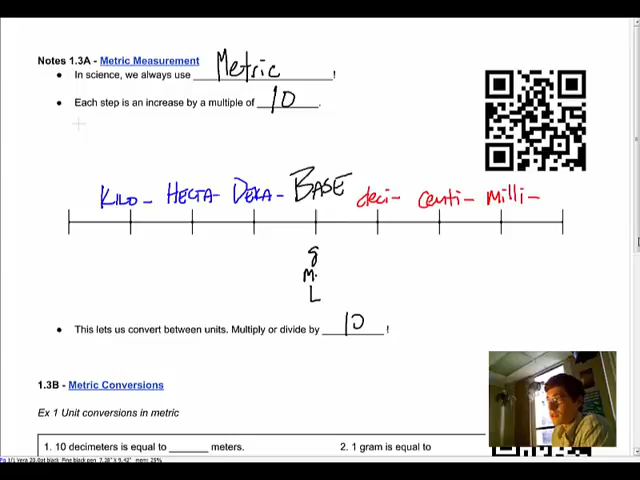 Notes 1.3A - Metric Measurement
• In science, we always use Metric !
• Each step is an increase by a multiple of 10 .
KILO- HECTA- DEKA- BASE deci- centi- milli-
g
m.
L
• This lets us convert between units. Multiply or divide by 10 !
1.3B - Metric Conversions
Ex 1 Unit conversions in metric
1. 10 decimeters is equal to ______ meters. 2. 1 gram is equal to